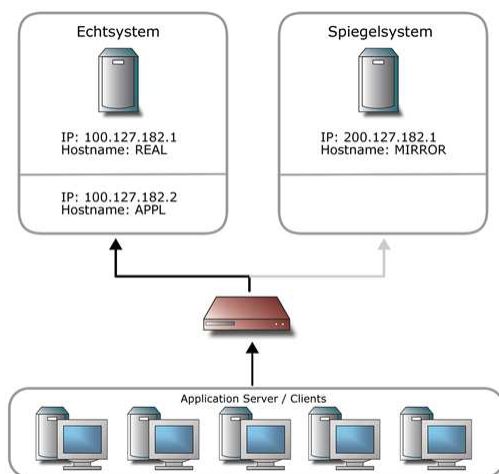 Echtsystem
IP: 100.127.182.1
Hostname: REAL
IP: 100.127.182.2
Hostname: APPL
Spiegelsystem
IP: 200.127.182.1
Hostname: MIRROR
Application Server / Clients